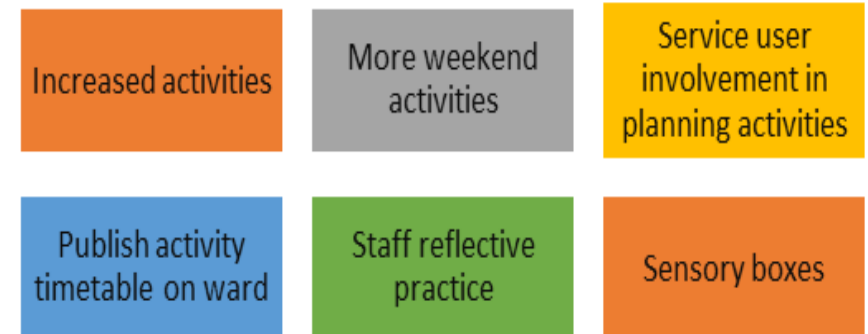 Increased activities
More weekend
activities
Service user
involvement in
planning activities
Publish activity
timetable on ward
Staff reflective
practice
Sensory boxes